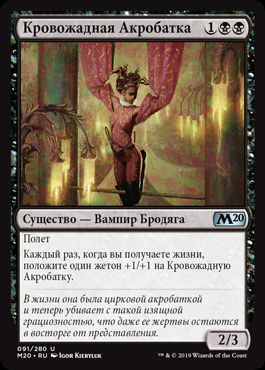 Кровожадная Акробатка 1
Существо — Вампир Бродяга M20
Полет
Каждый раз, когда вы получаете жизни,
положите один жетон +1/+1 на Кровожадную
Акробатку.
В жизни она была цирковой акробаткой
и теперь убивает с такой изящной
грациозностью, что даже ее жертвы остаются
в восторге от представления.
2/3
091/280 U
M20 • RU Igor Kieryluk
™ & © 2019 Wizards of the Coast